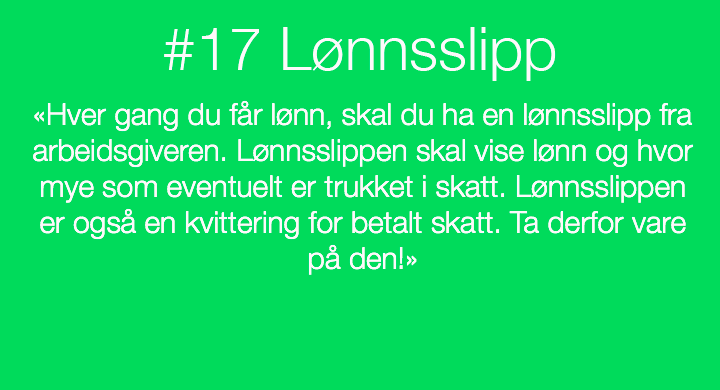 #17 Lønnsslipp
«Hver gang du får lønn, skal du ha en lønnsslipp fra
arbeidsgiveren. Lønnsslippen skal vise lønn og hvor
mye som eventuelt er trukket i skatt. Lønnsslippen
er også en kvittering for betalt skatt. Ta derfor vare
på den!»